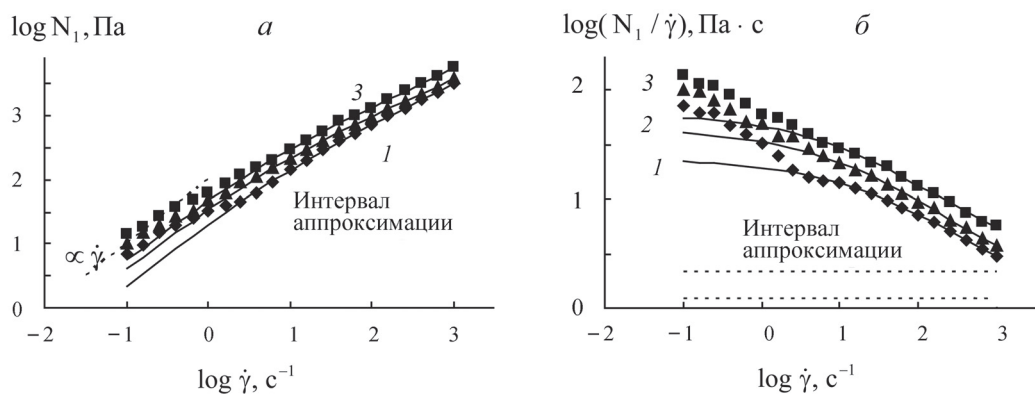 log N₁, Па
а
3
2
1
0
−2
−1
0
1
2
3
3
1
∝ γ̇
Интервал
аппроксимации
log γ̇, с⁻¹
log( N₁ / γ̇), Па · с
б
2
1
0
−2
−1
0
1
2
3
3
2
1
Интервал
аппроксимации
log γ̇, с⁻¹